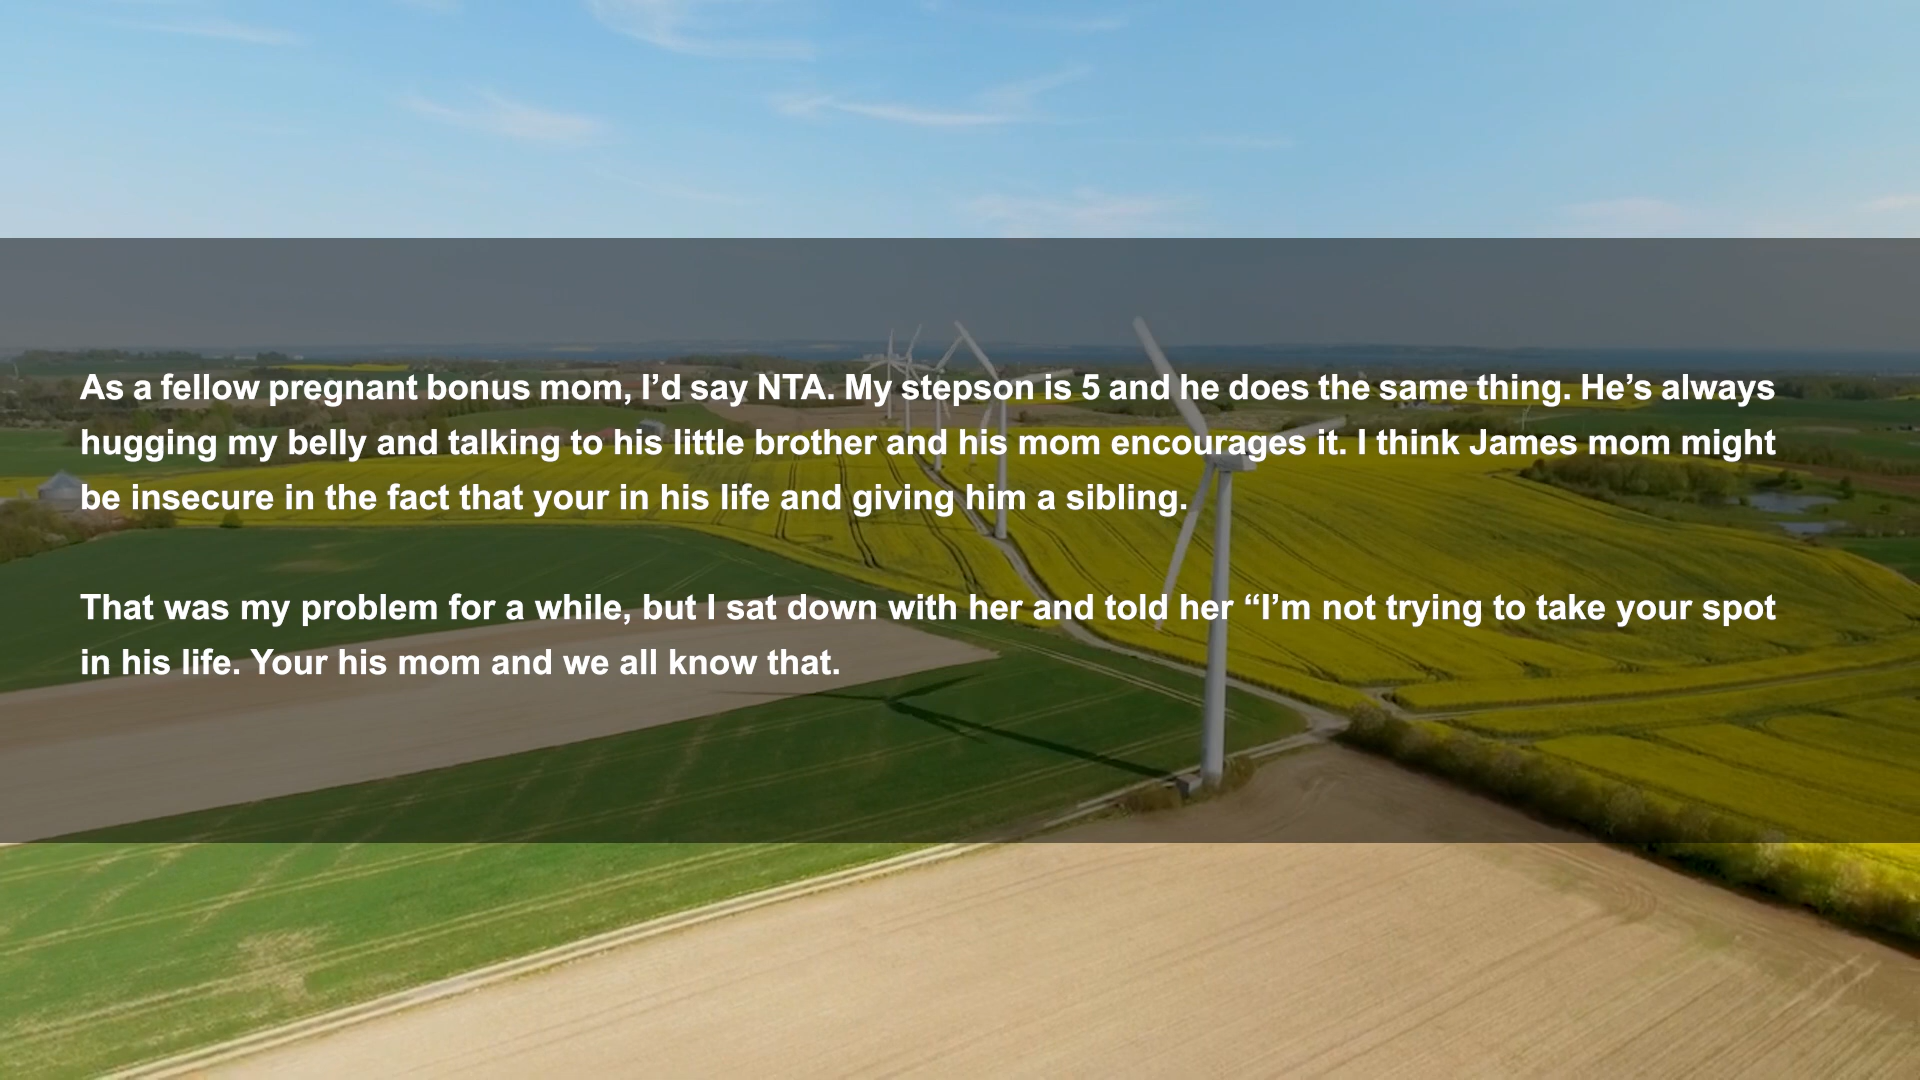 As a fellow pregnant bonus mom, I’d say NTA. My stepson is 5 and he does the same thing. He’s always
hugging my belly and talking to his little brother and his mom encourages it. I think James mom might
be insecure in the fact that your in his life and giving him a sibling.
That was my problem for a while, but I sat down with her and told her “I’m not trying to take your spot
in his life. Your his mom and we all know that.